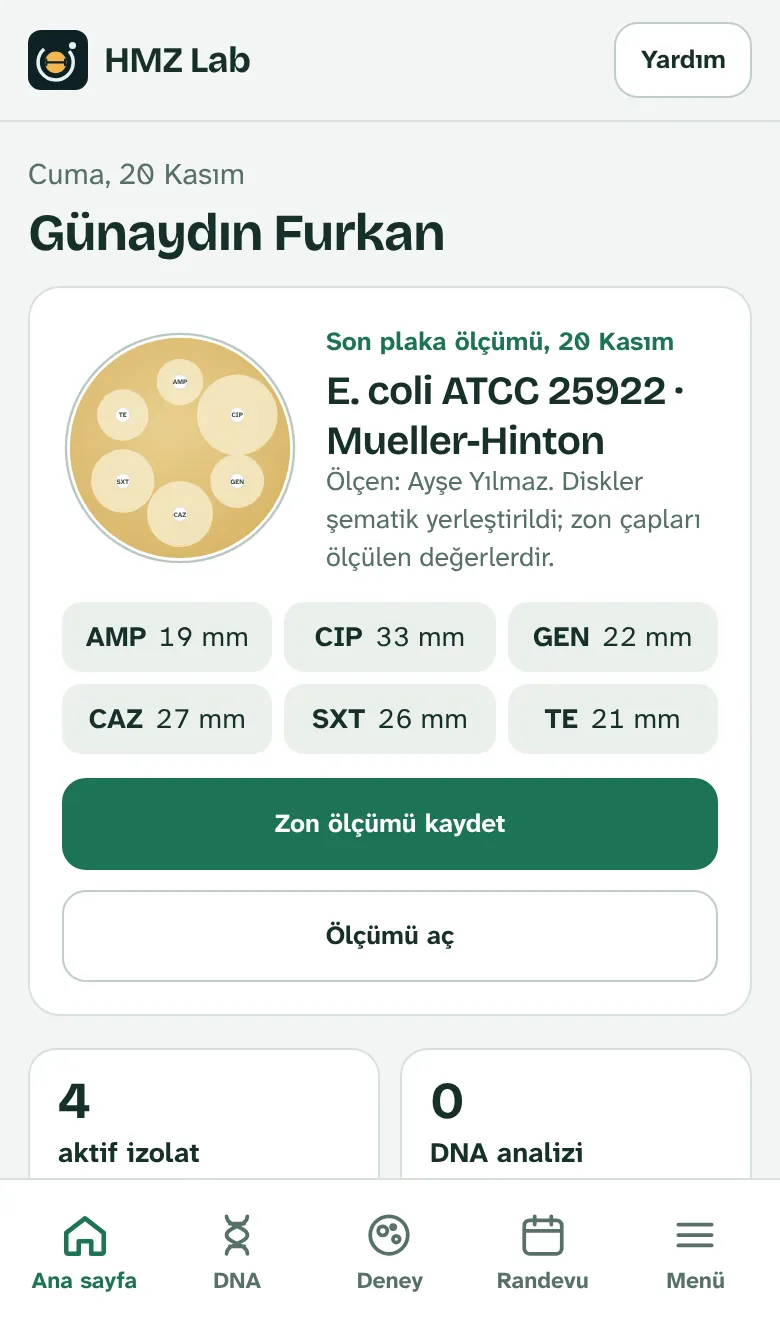 HMZ Lab
Yardım
Cuma, 20 Kasım
Günaydın Furkan
AMP
TE
CIP
SXT
GEN
CAZ
Son plaka ölçümü, 20 Kasım
E. coli ATCC 25922 ·
Mueller-Hinton
Ölçen: Ayşe Yılmaz. Diskler
şematik yerleştirildi; zon çapları
ölçülen değerlerdir.
AMP 19 mm
CIP 33 mm
GEN 22 mm
CAZ 27 mm
SXT 26 mm
TE 21 mm
Zon ölçümü kaydet
Ölçümü aç
4
aktif izolat
0
DNA analizi
Ana sayfa
DNA
Deney
Randevu
Menü